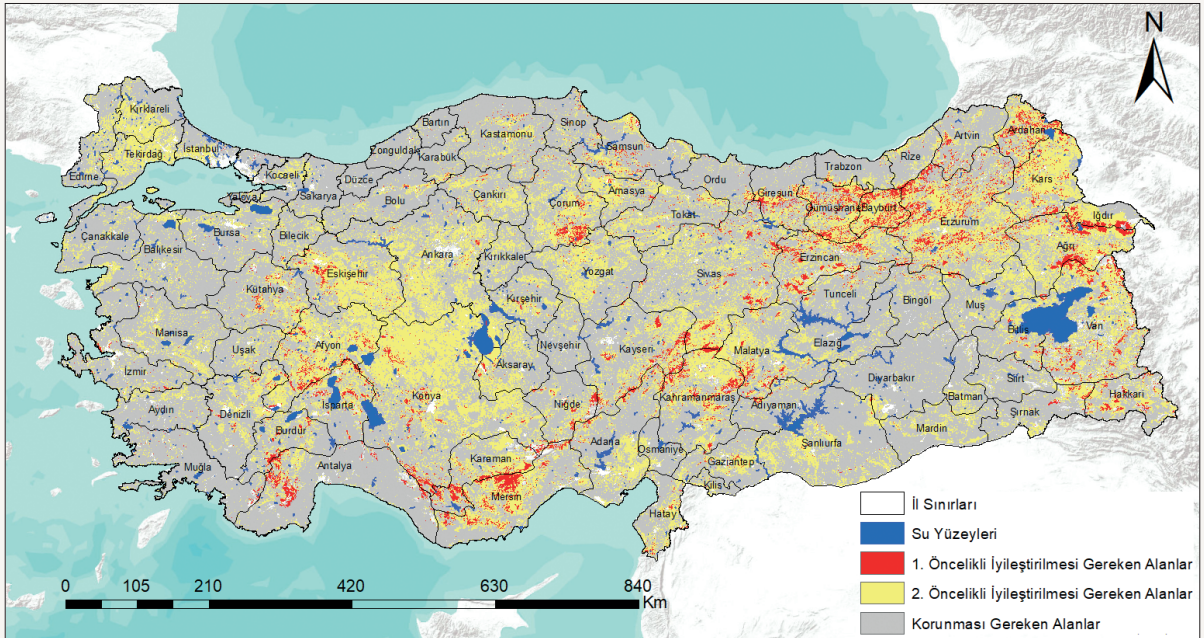 N
Kırklareli
Tekirdağ
İstanbul
Edirne
Kocaeli
Yalova
Sakarya
Düzce
Zonguldak
Bartın
Karabük
Kastamonu
Sinop
Samsun
Bolu
Çankırı
Çorum
Amasya
Ordu
Tokat
Giresun
Trabzon
Rize
Artvin
Ardahan
Kars
Gümüşhane
Bayburt
Erzurum
Erzincan
Iğdır
Ağrı
Çanakkale
Balıkesir
Bursa
Bilecik
Eskişehir
Kütahya
Ankara
Kırıkkale
Yozgat
Sivas
Kırşehir
Tunceli
Bingöl
Muş
Bitlis
Van
Manisa
İzmir
Uşak
Afyon
Aksaray
Nevşehir
Kayseri
Malatya
Elazığ
Diyarbakır
Batman
Siirt
Şırnak
Hakkari
Aydın
Denizli
Isparta
Burdur
Konya
Niğde
Kahramanmaraş
Adıyaman
Mardin
Şanlıurfa
Muğla
Antalya
Karaman
Mersin
Adana
Osmaniye
Gaziantep
Kilis
Hatay
İl Sınırları
Su Yüzeyleri
1. Öncelikli İyileştirilmesi Gereken Alanlar
2. Öncelikli İyileştirilmesi Gereken Alanlar
Korunması Gereken Alanlar
0 105 210 420 630 840
Km